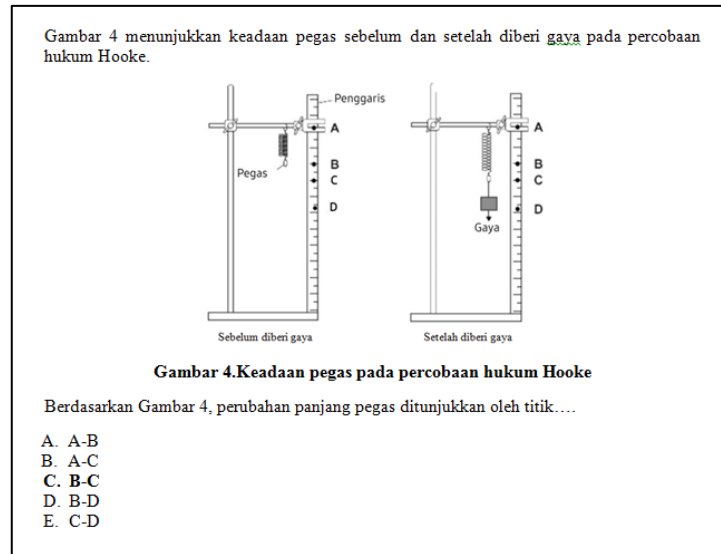 Gambar 4 menunjukkan keadaan pegas sebelum dan setelah diberi gaya pada percobaan
hukum Hooke.
Penggaris
A
B
C
D
Pegas
Sebelum diberi gaya
A
B
C
D
Gaya
Setelah diberi gaya
Gambar 4.Keadaan pegas pada percobaan hukum Hooke
Berdasarkan Gambar 4, perubahan panjang pegas ditunjukkan oleh titik….
A. A-B
B. A-C
C. B-C
D. B-D
E. C-D